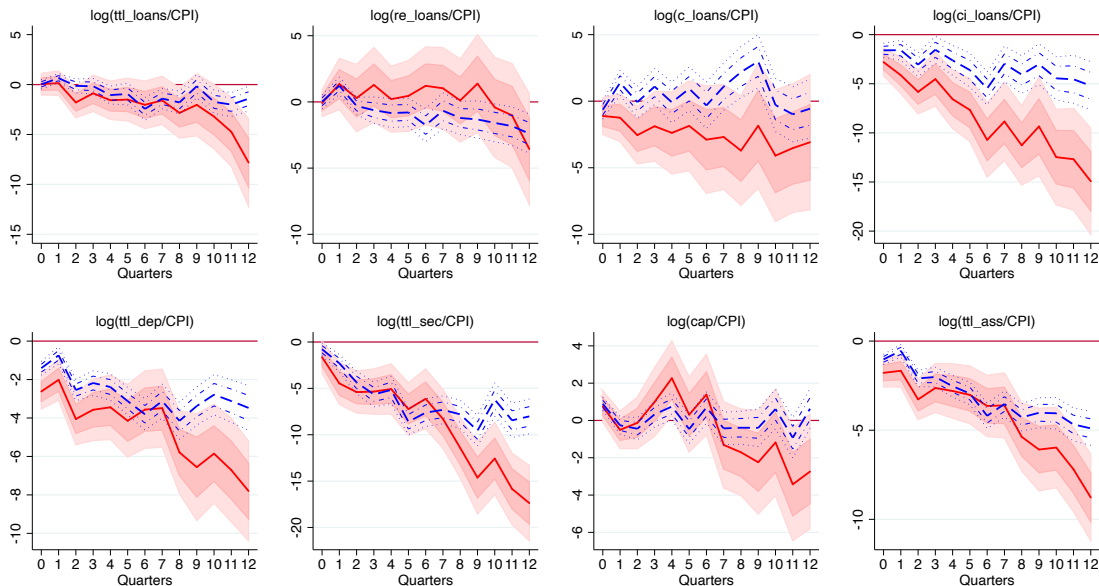 log(ttl_loans/CPI)
5
0
-5
-10
-15
0 1 2 3 4 5 6 7 8 9 10 11 12
Quarters
log(re_loans/CPI)
5
0
-5
-10
0 1 2 3 4 5 6 7 8 9 10 11 12
Quarters
log(c_loans/CPI)
5
0
-5
-10
0 1 2 3 4 5 6 7 8 9 10 11 12
Quarters
log(ci_loans/CPI)
0
-5
-10
-15
-20
0 1 2 3 4 5 6 7 8 9 10 11 12
Quarters
log(ttl_dep/CPI)
0
-2
-4
-6
-8
-10
0 1 2 3 4 5 6 7 8 9 10 11 12
Quarters
log(ttl_sec/CPI)
0
-5
-10
-15
-20
0 1 2 3 4 5 6 7 8 9 10 11 12
Quarters
log(cap/CPI)
4
2
0
-2
-4
-6
0 1 2 3 4 5 6 7 8 9 10 11 12
Quarters
log(ttl_ass/CPI)
0
-5
-10
0 1 2 3 4 5 6 7 8 9 10 11 12
Quarters